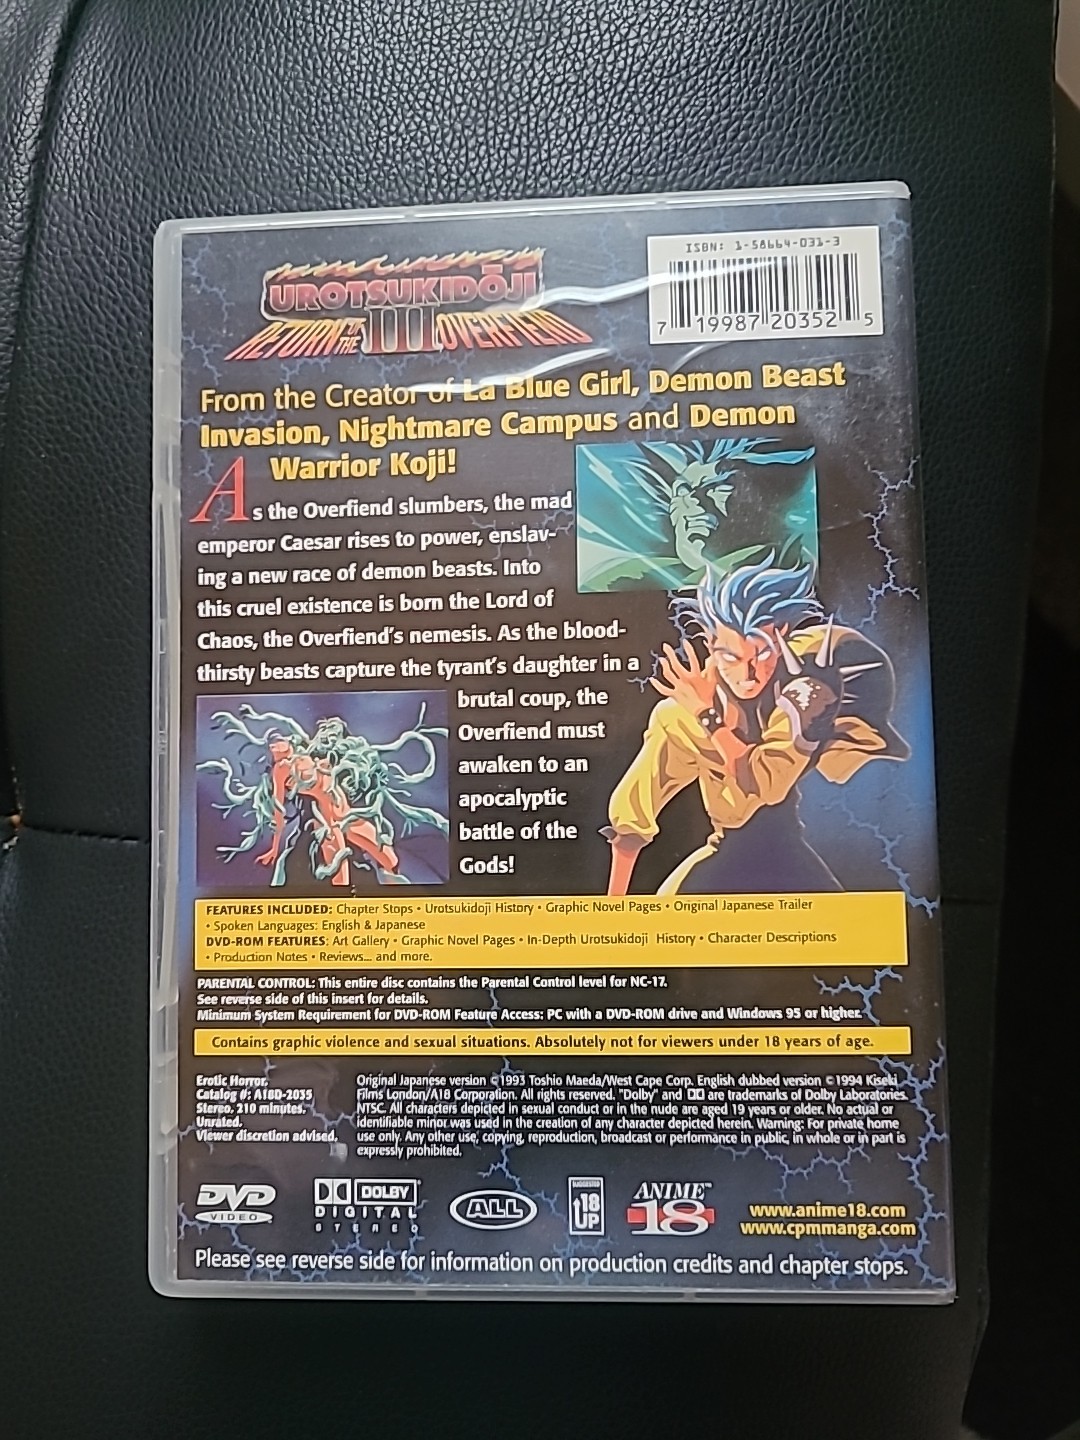 ISBN: 1-58664-031-3
7 19987 20352 5
UROTSUKIDŌJI
III
RETURN OF THE OVERFIEND
From the Creator of La Blue Girl, Demon Beast
Invasion, Nightmare Campus and Demon
Warrior Koji!
As the Overfiend slumbers, the mad
emperor Caesar rises to power, enslav-
ing a new race of demon beasts. Into
this cruel existence is born the Lord of
Chaos, the Overfiend's nemesis. As the blood-
thirsty beasts capture the tyrant's daughter in a
brutal coup, the
Overfiend must
awaken to an
apocalyptic
battle of the
Gods!
FEATURES INCLUDED: Chapter Stops • Urotsukidoji History • Graphic Novel Pages • Original Japanese Trailer
• Spoken Languages: English & Japanese
DVD-ROM FEATURES: Art Gallery • Graphic Novel Pages • In-Depth Urotsukidoji History • Character Descriptions
• Production Notes • Reviews... and more.
PARENTAL CONTROL: This entire disc contains the Parental Control level for NC-17.
See reverse side of this insert for details.
Minimum System Requirement for DVD-ROM Feature Access: PC with a DVD-ROM drive and Windows 95 or higher.
Contains graphic violence and sexual situations. Absolutely not for viewers under 18 years of age.
Erotic Horror.
Catalog #: A18D-2035
Stereo. 210 minutes.
Unrated.
Viewer discretion advised.
Original Japanese version ©1993 Toshio Maeda/West Cape Corp. English dubbed version ©1994 Kiseki
Films London/A18 Corporation. All rights reserved. "Dolby" and DD are trademarks of Dolby Laboratories.
NTSC. All characters depicted in sexual conduct or in the nude are aged 19 years or older. No actual or
identifiable minor was used in the creation of any character depicted herein. Warning: For private home
use only. Any other use, copying, reproduction, broadcast or performance in public, in whole or in part is
expressly prohibited.
DVD
VIDEO
DOLBY
DIGITAL
STEREO
ALL
SUGGESTED
18
UP
ANIME™
18
www.anime18.com
www.cpmmanga.com
Please see reverse side for information on production credits and chapter stops.